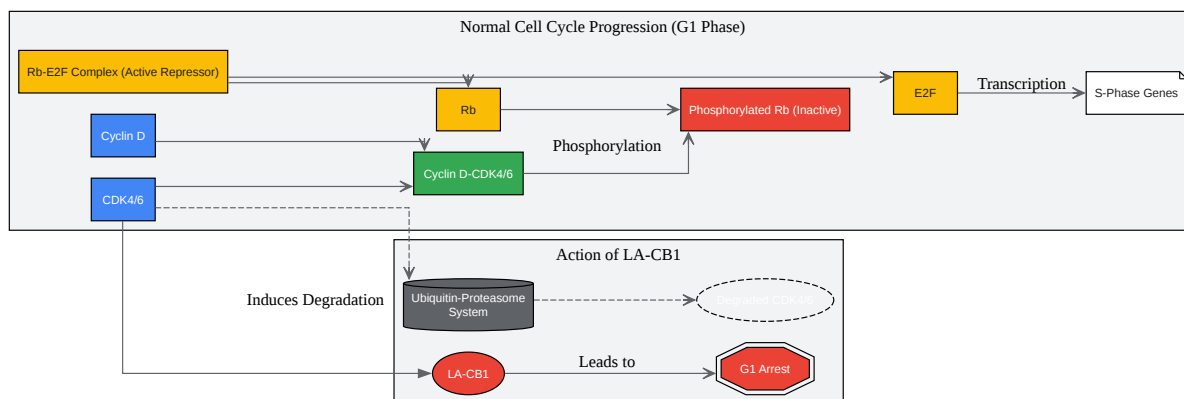 Normal Cell Cycle Progression (G1 Phase)
Rb-E2F Complex (Active Repressor)
Rb
Phosphorylated Rb (Inactive)
E2F
Transcription
S-Phase Genes
Cyclin D
Phosphorylation
Cyclin D-CDK4/6
CDK4/6
Action of LA-CB1
Induces Degradation
Ubiquitin-Proteasome
System
Degraded CDK4/6
LA-CB1
Leads to
G1 Arrest